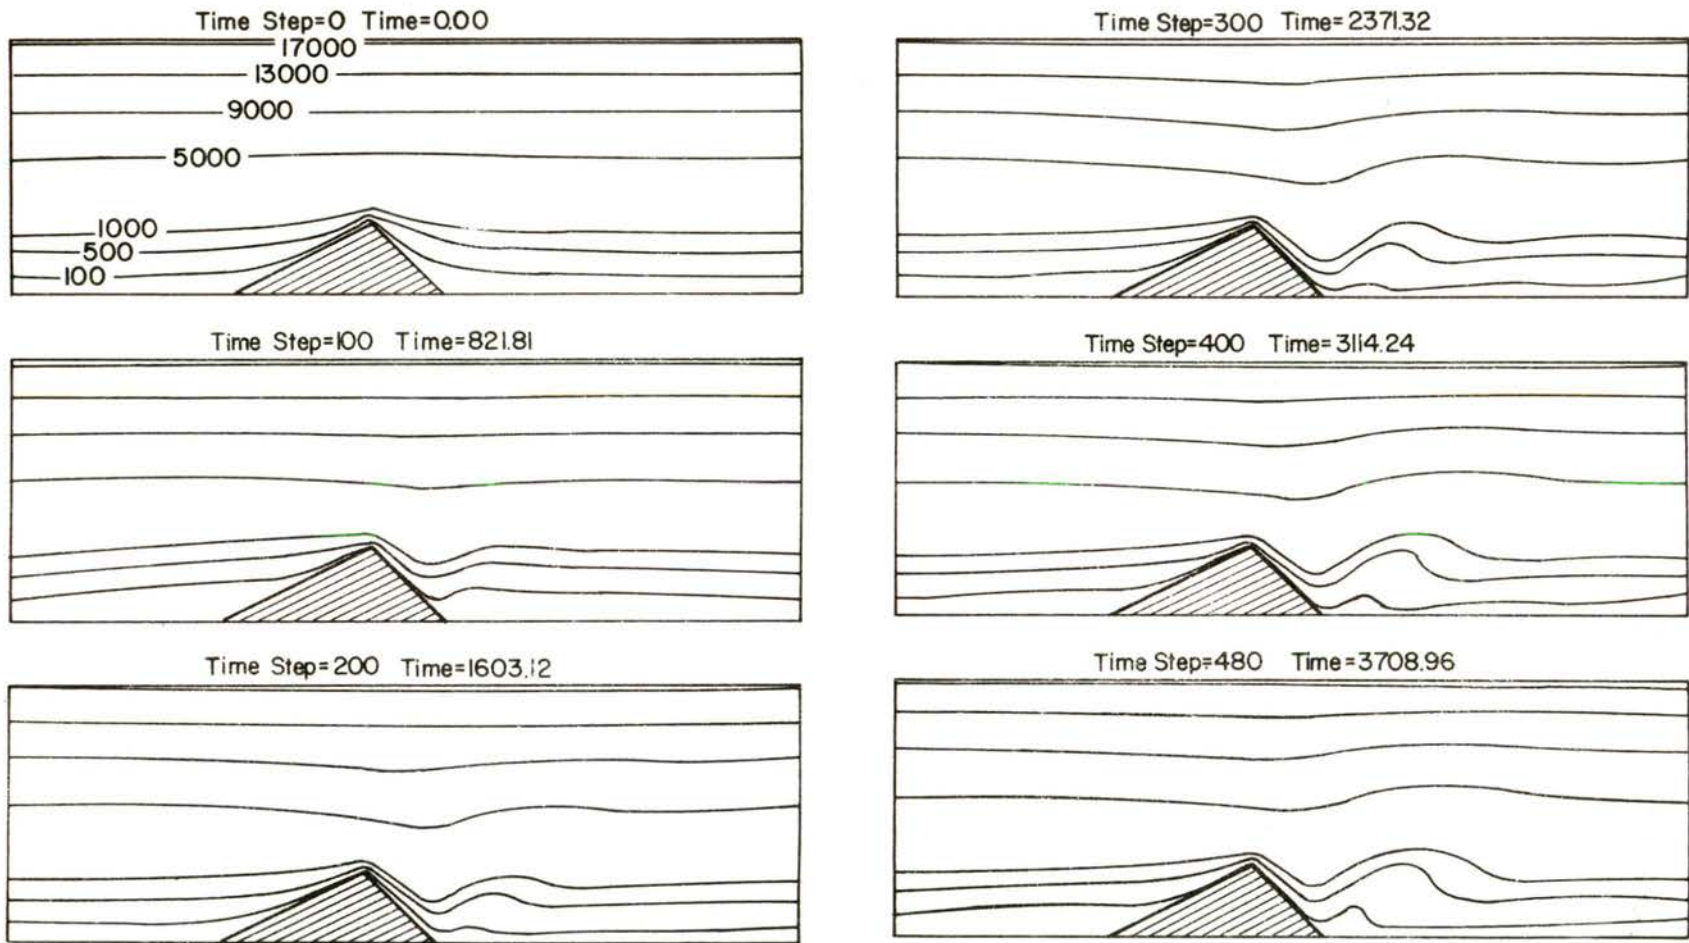 Time Step=0 Time=0.00
17000
13000
9000
5000
1000
500
100
Time Step=100 Time=821.81
Time Step=200 Time=1603.12
Time Step=300 Time=2371.32
Time Step=400 Time=3114.24
Time Step=480 Time=3708.96